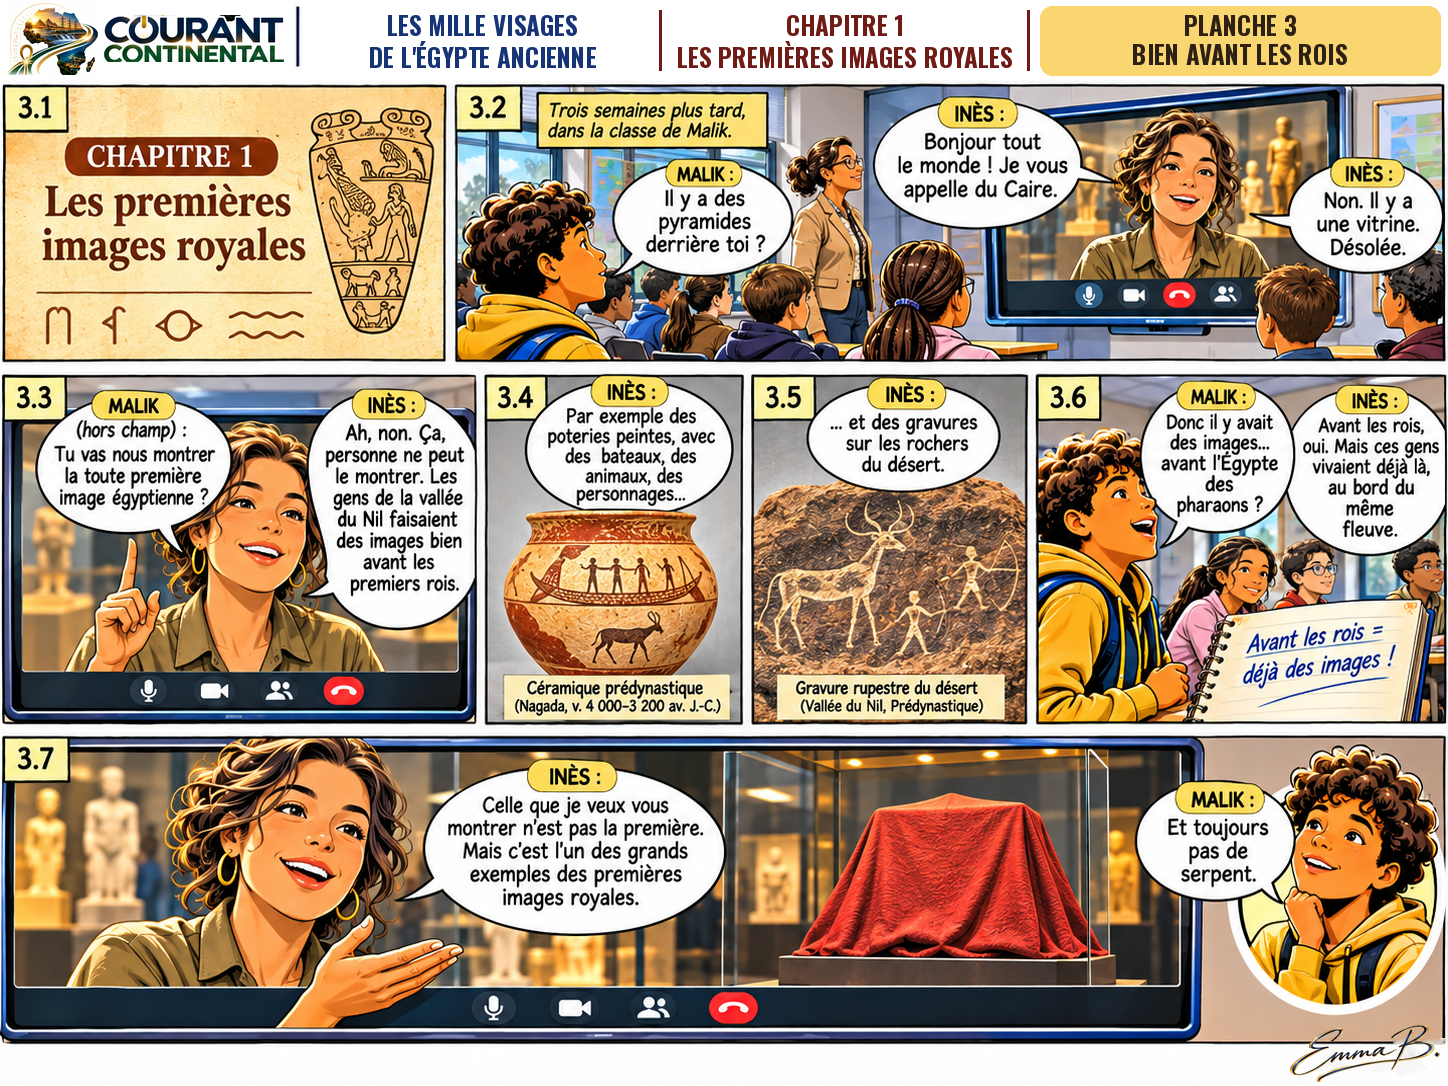 COURANT
CONTINENTAL
LES MILLE VISAGES
DE L'ÉGYPTE ANCIENNE
CHAPITRE 1
LES PREMIÈRES IMAGES ROYALES
PLANCHE 3
BIEN AVANT LES ROIS
3.1
CHAPITRE 1
Les premières
images royales
3.2
Trois semaines plus tard,
dans la classe de Malik.
MALIK :
Il y a des
pyramides
derrière toi ?
INÈS :
Bonjour tout
le monde ! Je vous
appelle du Caire.
INÈS :
Non. Il y a
une vitrine.
Désolée.
3.3
MALIK
(hors champ) :
Tu vas nous montrer
la toute première
image égyptienne ?
INÈS :
Ah, non. Ça,
personne ne peut
le montrer. Les
gens de la vallée
du Nil faisaient
des images bien
avant les
premiers rois.
3.4
INÈS :
Par exemple des
poteries peintes, avec
des bateaux, des
animaux, des
personnages...
Céramique prédynastique
(Nagada, v. 4 000–3 200 av. J.-C.)
3.5
INÈS :
... et des gravures
sur les rochers
du désert.
Gravure rupestre du désert
(Vallée du Nil, Prédynastique)
3.6
MALIK :
Donc il y avait
des images...
avant l'Égypte
des
pharaons ?
INÈS :
Avant les rois,
oui. Mais ces gens
vivaient déjà là,
au bord du
même
fleuve.
Avant les rois =
déjà des images !
3.7
INÈS :
Celle que je veux vous
montrer n'est pas la première.
Mais c'est l'un des grands
exemples des premières
images royales.
MALIK :
Et toujours
pas de
serpent.
Emma B.